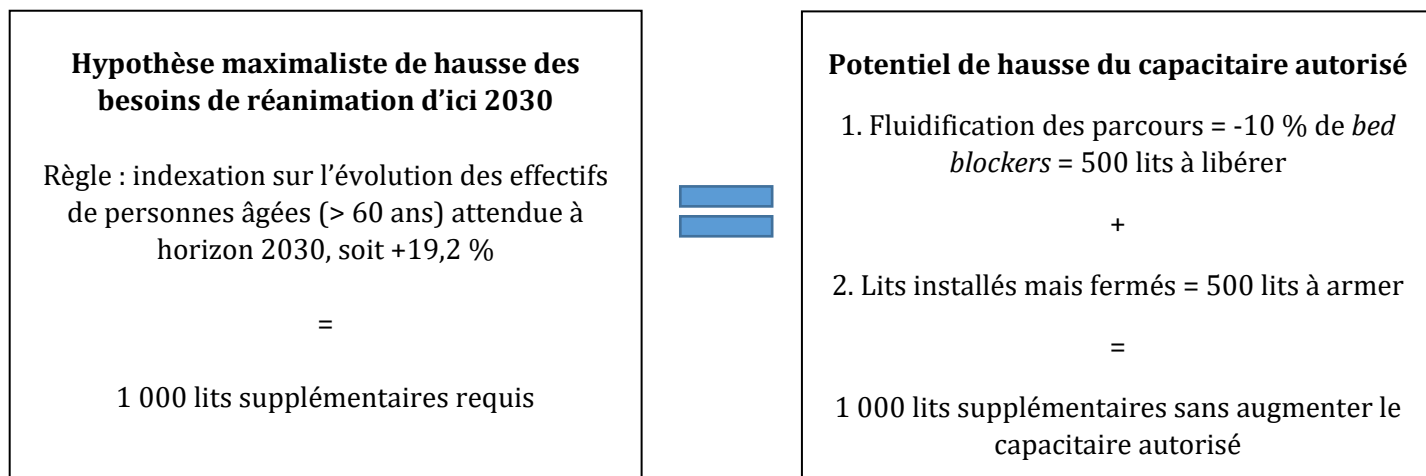 Hypothèse maximaliste de hausse des
besoins de réanimation d’ici 2030
Règle : indexation sur l’évolution des effectifs
de personnes âgées (> 60 ans) attendue à
horizon 2030, soit +19,2 %
=
1 000 lits supplémentaires requis
Potentiel de hausse du capacitaire autorisé
1. Fluidification des parcours = -10 % de bed
blockers = 500 lits à libérer
+
2. Lits installés mais fermés = 500 lits à armer
=
1 000 lits supplémentaires sans augmenter le
capacitaire autorisé